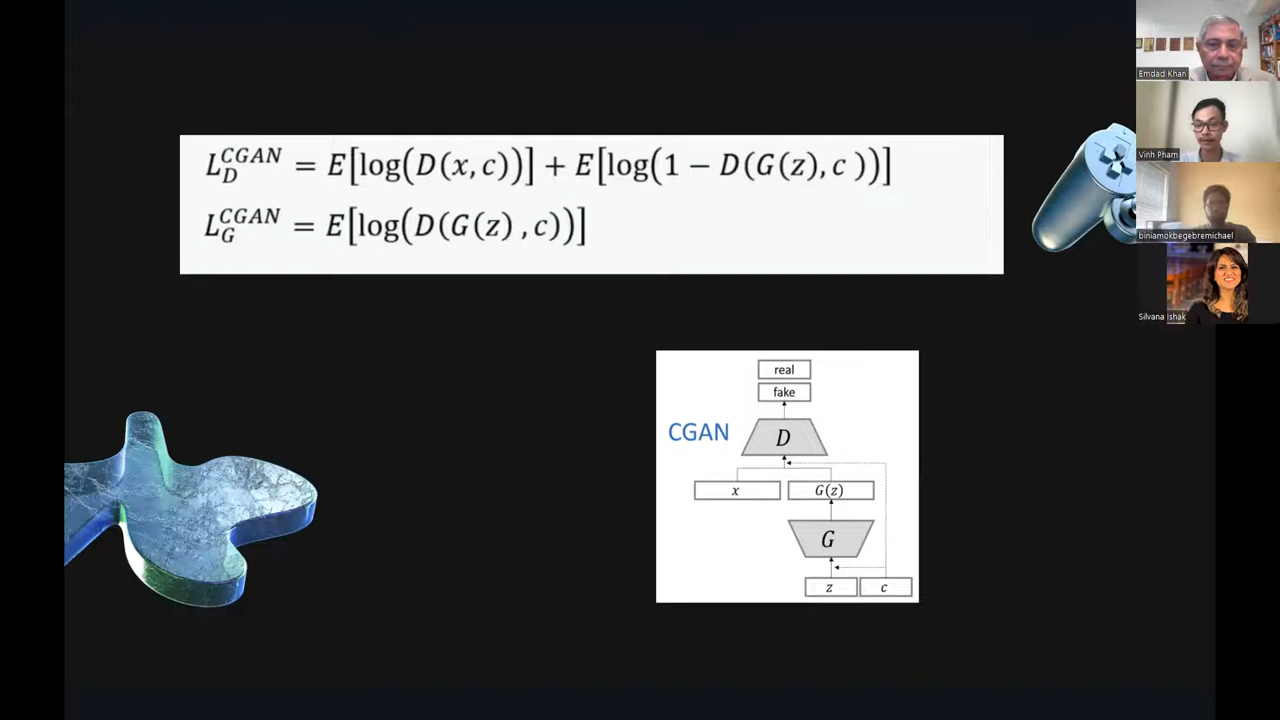 L_D^{CGAN} = E[log(D(x, c))] + E[log(1 − D(G(z), c ))]
L_G^{CGAN} = E[log(D(G(z) , c))]
real
fake
CGAN
D
x
G(z)
G
z
c
Emdad Khan
Vinh Pham
biniamokbegebremichael
Silvana Ishak